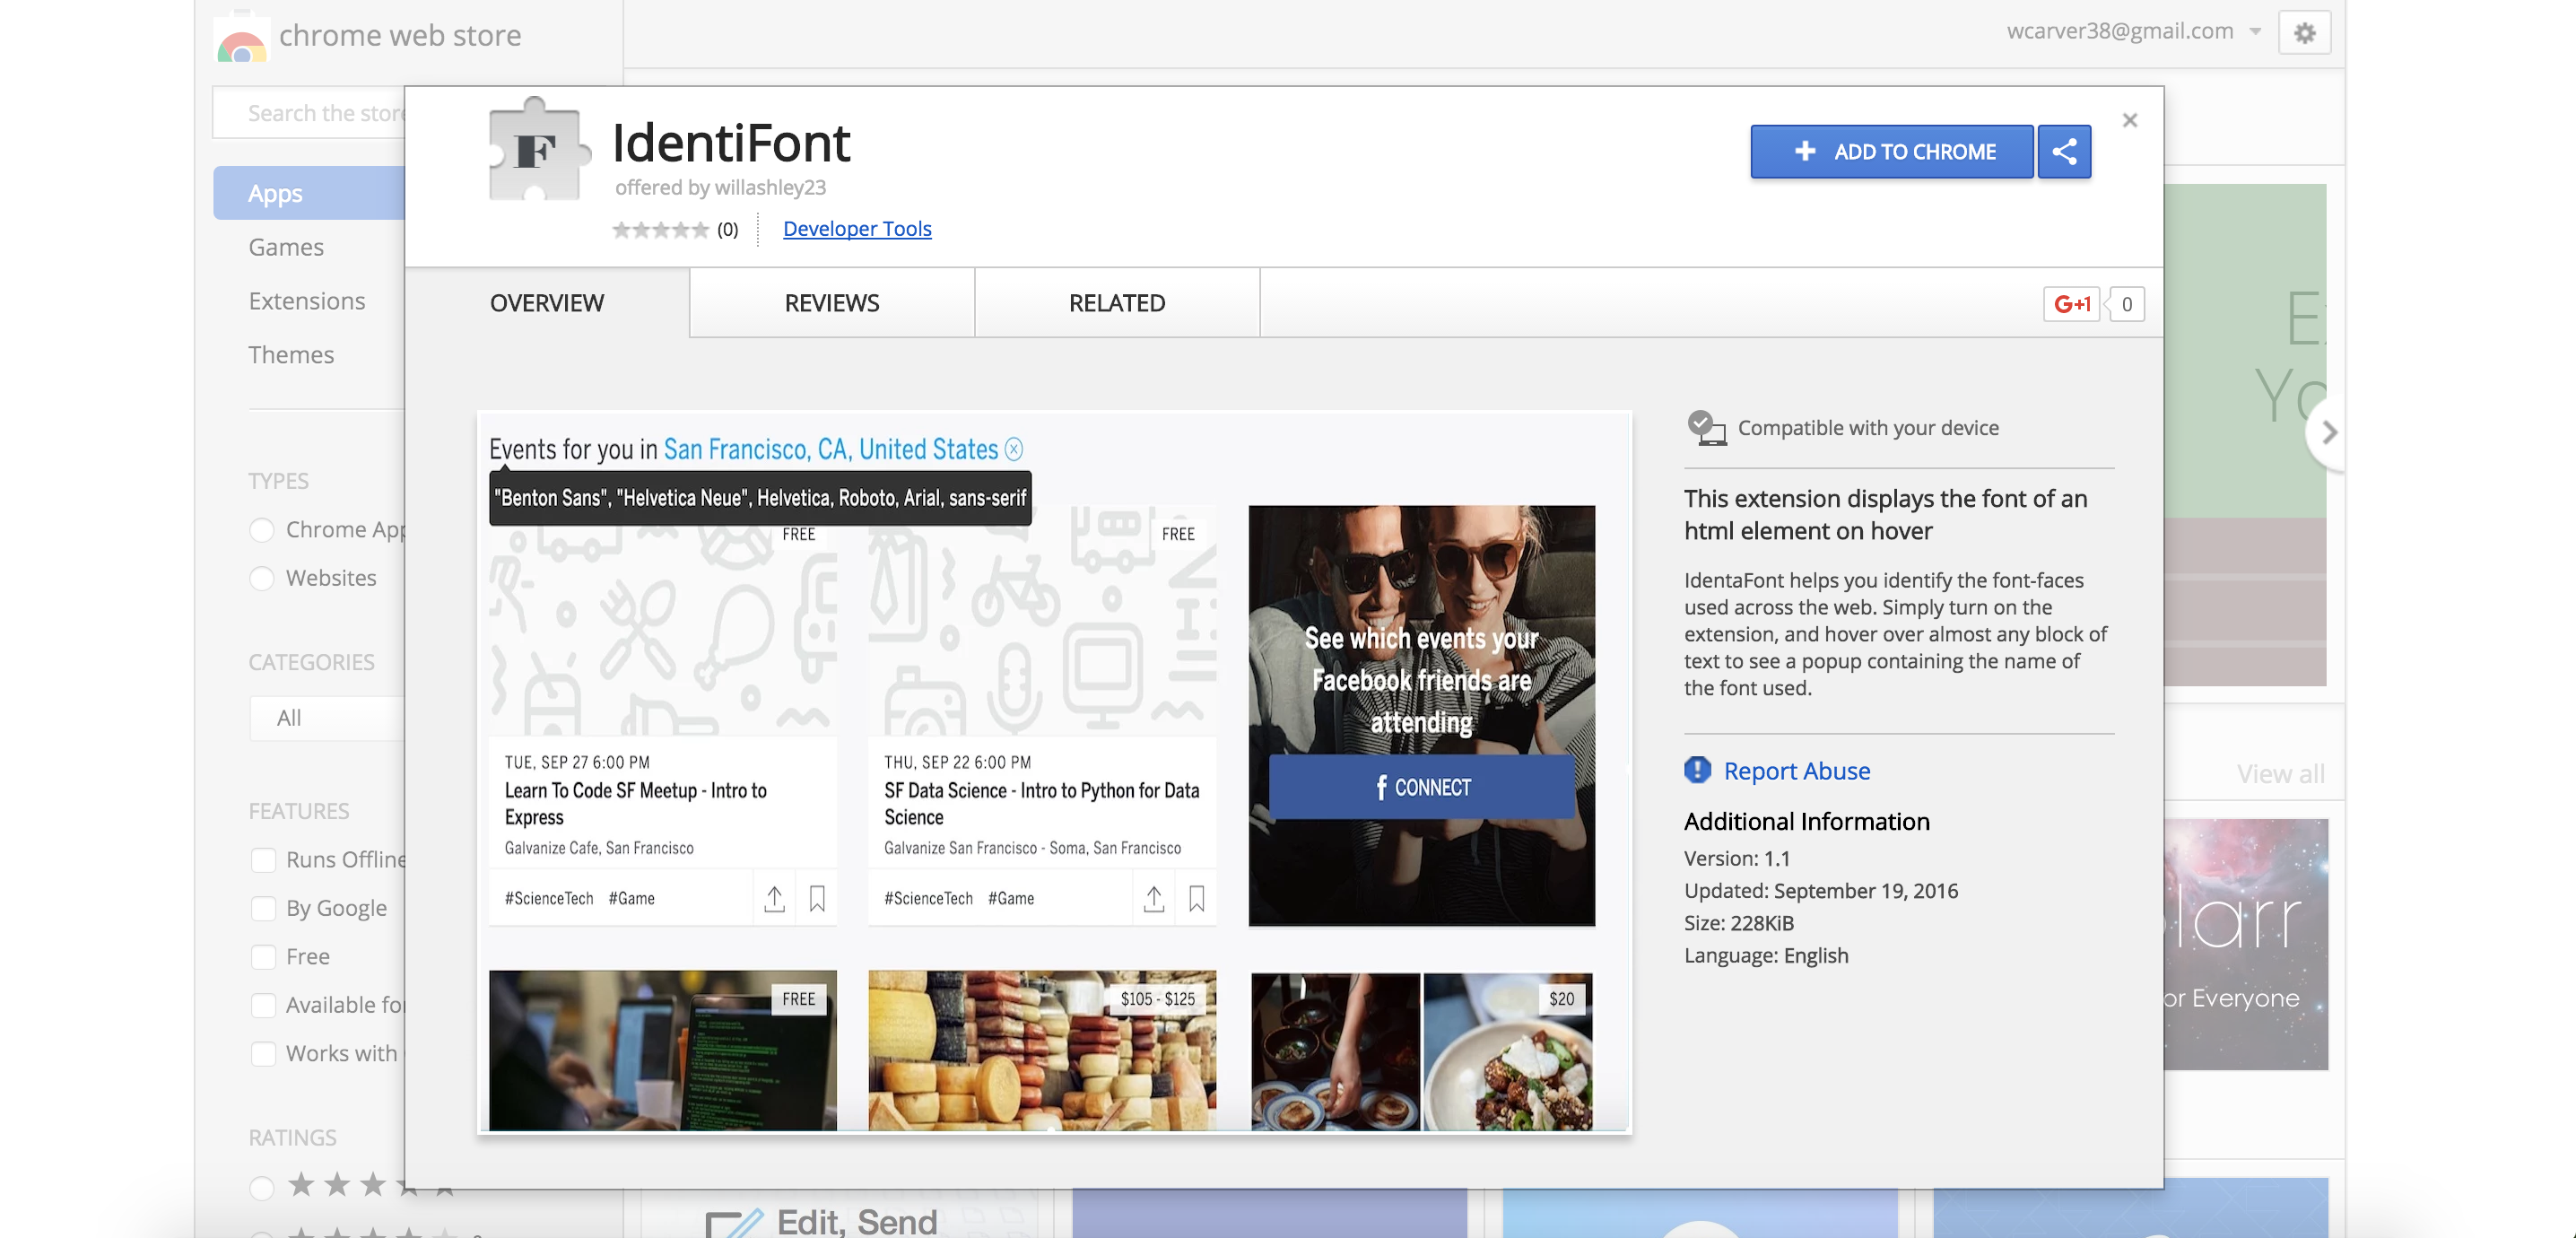 chrome web store
wcarver38@gmail.com
Search the store
Apps
Games
Extensions
Themes
TYPES
Chrome App
Websites
CATEGORIES
All
FEATURES
Runs Offline
By Google
Free
Available for
Works with
RATINGS
F
IdentiFont
offered by willashley23
(0)
Developer Tools
+ ADD TO CHROME
×
OVERVIEW
REVIEWS
RELATED
G+1
0
Events for you in San Francisco, CA, United States
"Benton Sans", "Helvetica Neue", Helvetica, Roboto, Arial, sans-serif
FREE
TUE, SEP 27 6:00 PM
Learn To Code SF Meetup - Intro to
Express
Galvanize Cafe, San Francisco
#ScienceTech #Game
FREE
THU, SEP 22 6:00 PM
SF Data Science - Intro to Python for Data
Science
Galvanize San Francisco - Soma, San Francisco
#ScienceTech #Game
See which events your
Facebook friends are
attending
f CONNECT
FREE
$105 - $125
$20
Compatible with your device
This extension displays the font of an
html element on hover
IdentaFont helps you identify the font-faces
used across the web. Simply turn on the
extension, and hover over almost any block of
text to see a popup containing the name of
the font used.
Report Abuse
Additional Information
Version: 1.1
Updated: September 19, 2016
Size: 228KiB
Language: English
View all
larr
or Everyone
Edit, Send